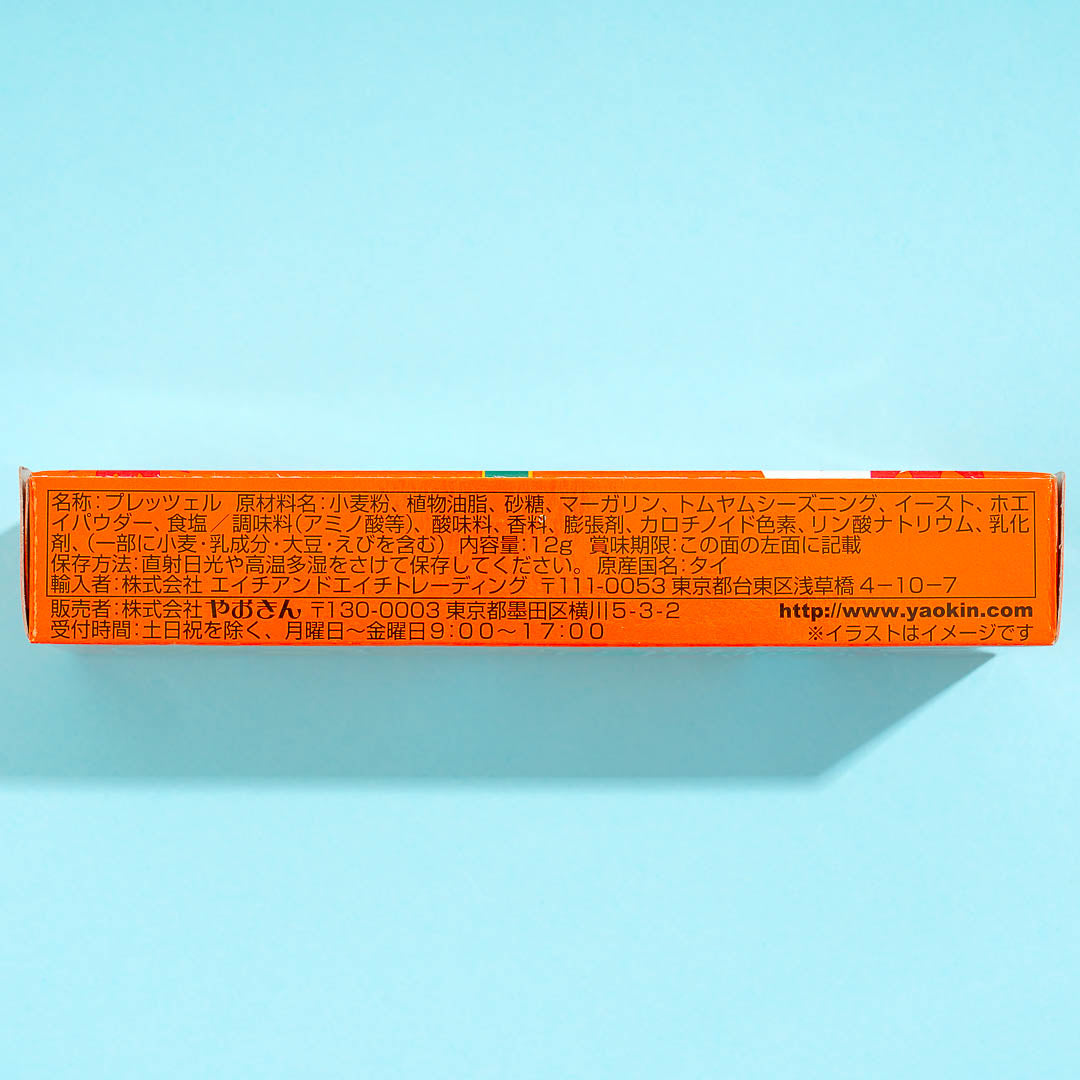 名称：プレッツェル 原材料名：小麦粉、植物油脂、砂糖、マーガリン、トムヤムシーズニング、イースト、ホエ
イパウダー、食塩／調味料（アミノ酸等）、酸味料、香料、膨張剤、カロチノイド色素、リン酸ナトリウム、乳化
剤、（一部に小麦・乳成分・大豆・えびを含む） 内容量：12g 賞味期限：この面の左面に記載
保存方法：直射日光や高温多湿をさけて保存してください。 原産国名：タイ
輸入者：株式会社 エイチアンドエイチトレーディング 〒111-0053 東京都台東区浅草橋 4－10－7
販売者：株式会社 やおきん 〒130-0003 東京都墨田区横川5-3-2 http://www.yaokin.com
受付時間：土日祝を除く、月曜日～金曜日9：00～17：00 ※イラストはイメージです